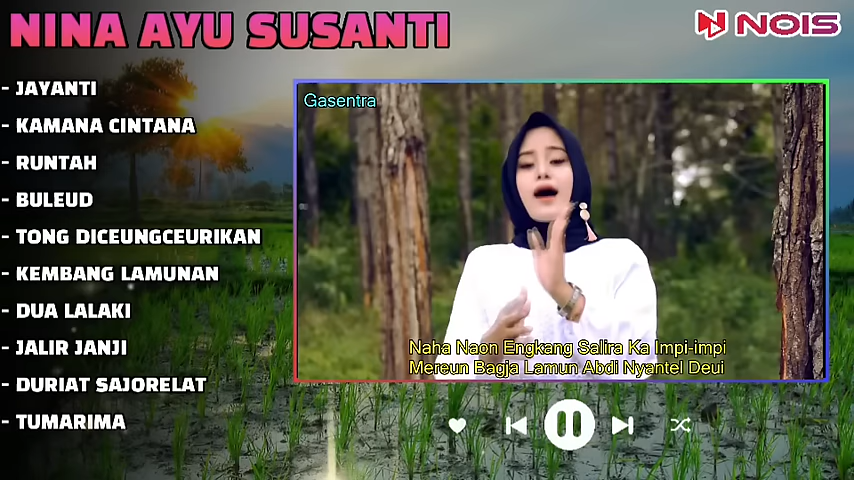 NINA AYU SUSANTI
NOIS
- JAYANTI
- KAMANA CINTANA
- RUNTAH
- BULEUD
- TONG DICEUNGCEURIKAN
- KEMBANG LAMUNAN
- DUA LALAKI
- JALIR JANJI
- DURIAT SAJORELAT
- TUMARIMA
Gasentra
Naha Naon Engkang Salira Ka Impi-impi
Mereun Bagja Lamun Abdi Nyantel Deui